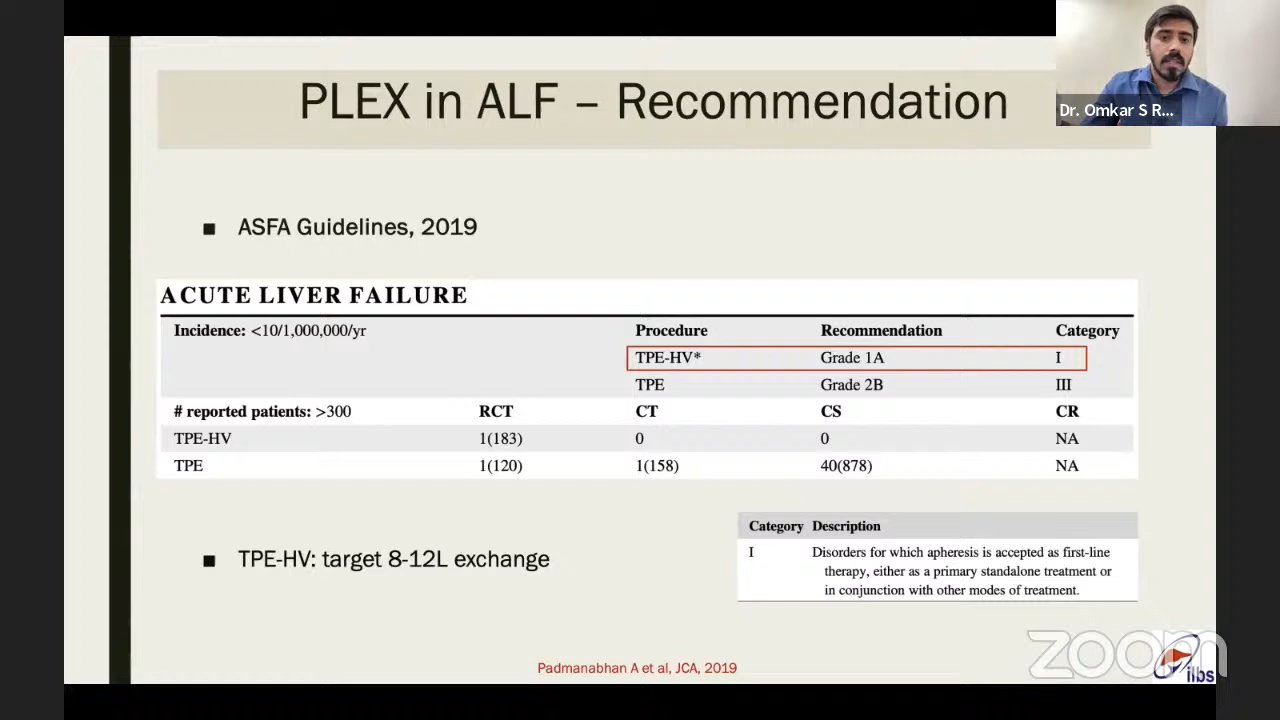 PLEX in ALF – Recommendation
Dr. Omkar S R...
■ ASFA Guidelines, 2019
ACUTE LIVER FAILURE
Incidence: <10/1,000,000/yr Procedure Recommendation Category
TPE-HV* Grade 1A I
TPE Grade 2B III
# reported patients: >300 RCT CT CS CR
TPE-HV 1(183) 0 0 NA
TPE 1(120) 1(158) 40(878) NA
■ TPE-HV: target 8-12L exchange
Category Description
I Disorders for which apheresis is accepted as first-line
therapy, either as a primary standalone treatment or
in conjunction with other modes of treatment.
Padmanabhan A et al, JCA, 2019
zoom
ilbs